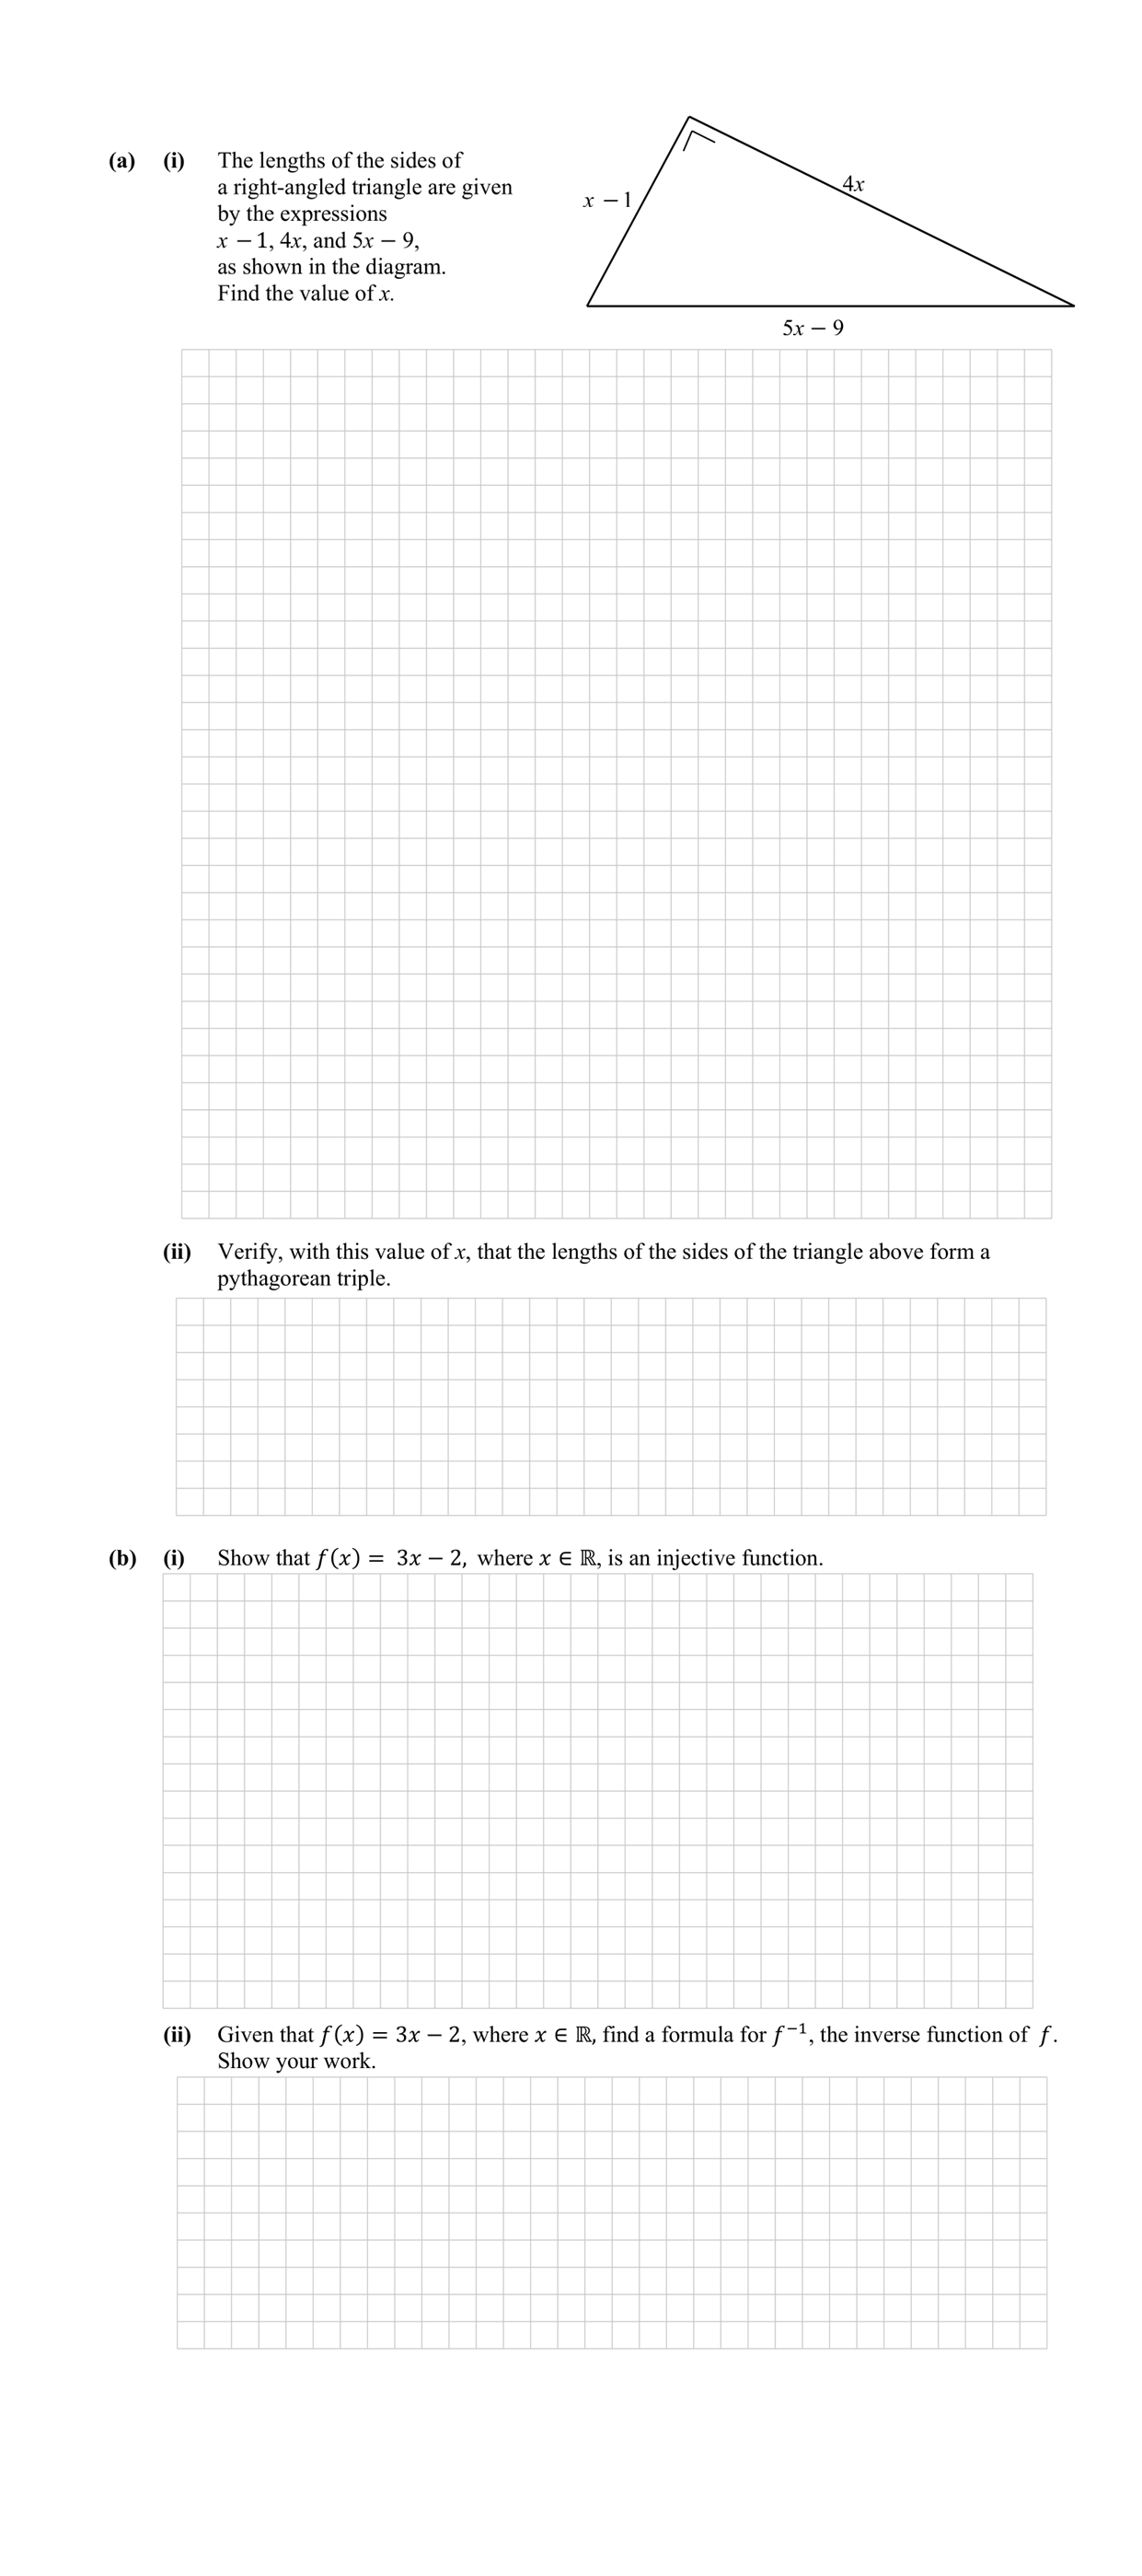 (a) (i) The lengths of the sides of
a right-angled triangle are given
by the expressions
x − 1, 4x, and 5x − 9,
as shown in the diagram.
Find the value of x.
4x
x − 1
5x − 9
(ii) Verify, with this value of x, that the lengths of the sides of the triangle above form a
pythagorean triple.
(b) (i) Show that f(x) = 3x − 2, where x ∈ ℝ, is an injective function.
(ii) Given that f(x) = 3x − 2, where x ∈ ℝ, find a formula for f⁻¹, the inverse function of f.
Show your work.